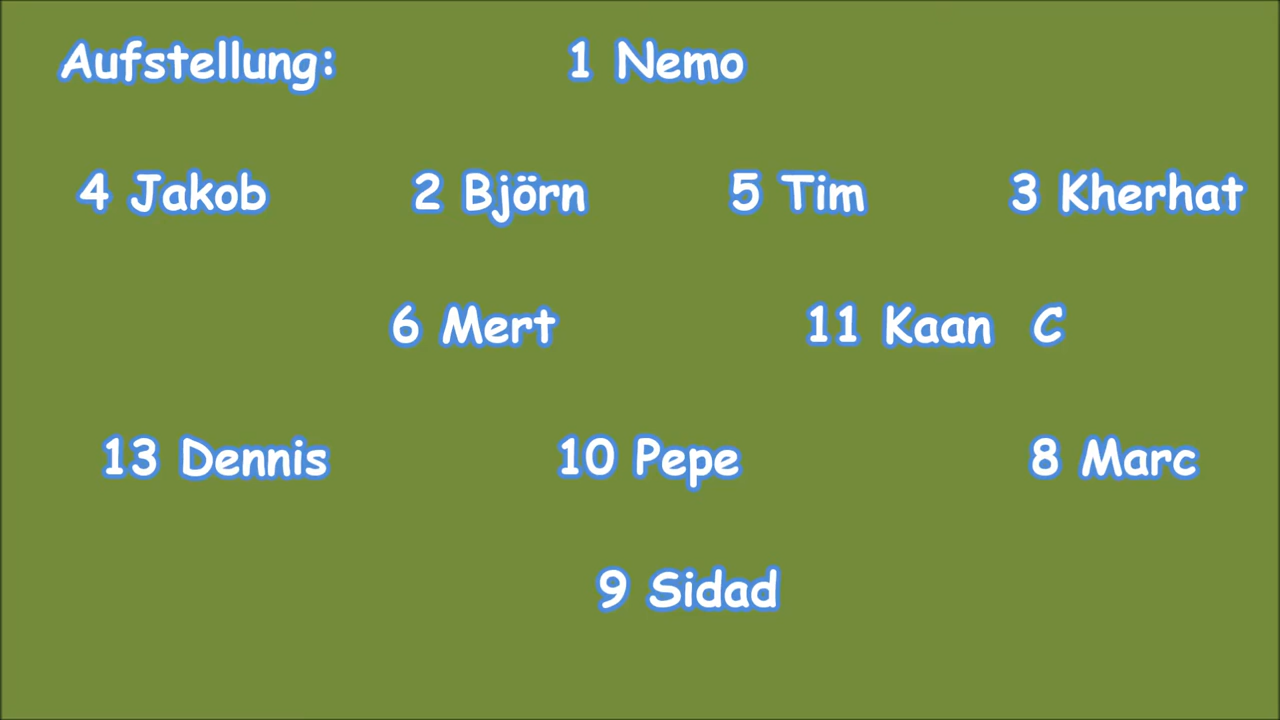 Aufstellung: 1 Nemo
4 Jakob 2 Björn 5 Tim 3 Kherhat
6 Mert 11 Kaan C
13 Dennis 10 Pepe 8 Marc
9 Sidad